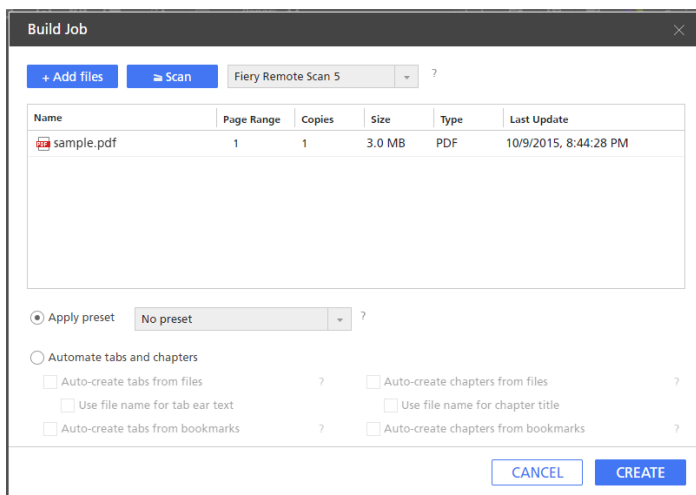 Build Job
+ Add files Scan Fiery Remote Scan 5 ?
Name Page Range Copies Size Type Last Update
PDF sample.pdf 1 1 3.0 MB PDF 10/9/2015, 8:44:28 PM
Apply preset No preset ?
Automate tabs and chapters
Auto-create tabs from files ? Auto-create chapters from files ?
Use file name for tab ear text Use file name for chapter title
Auto-create tabs from bookmarks ? Auto-create chapters from bookmarks ?
CANCEL CREATE